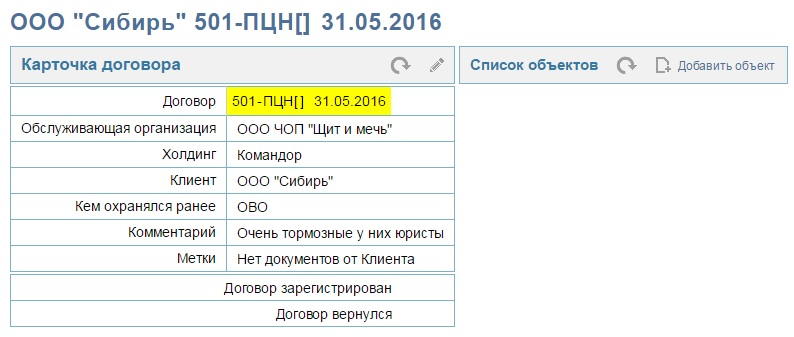 ООО "Сибирь" 501-ПЦН[] 31.05.2016
Карточка договора
Список объектов Добавить объект
Договор 501-ПЦН[] 31.05.2016
Обслуживающая организация ООО ЧОП "Щит и мечь"
Холдинг Командор
Клиент ООО "Сибирь"
Кем охранялся ранее ОВО
Комментарий Очень тормозные у них юристы
Метки Нет документов от Клиента
Договор зарегистрирован
Договор вернулся